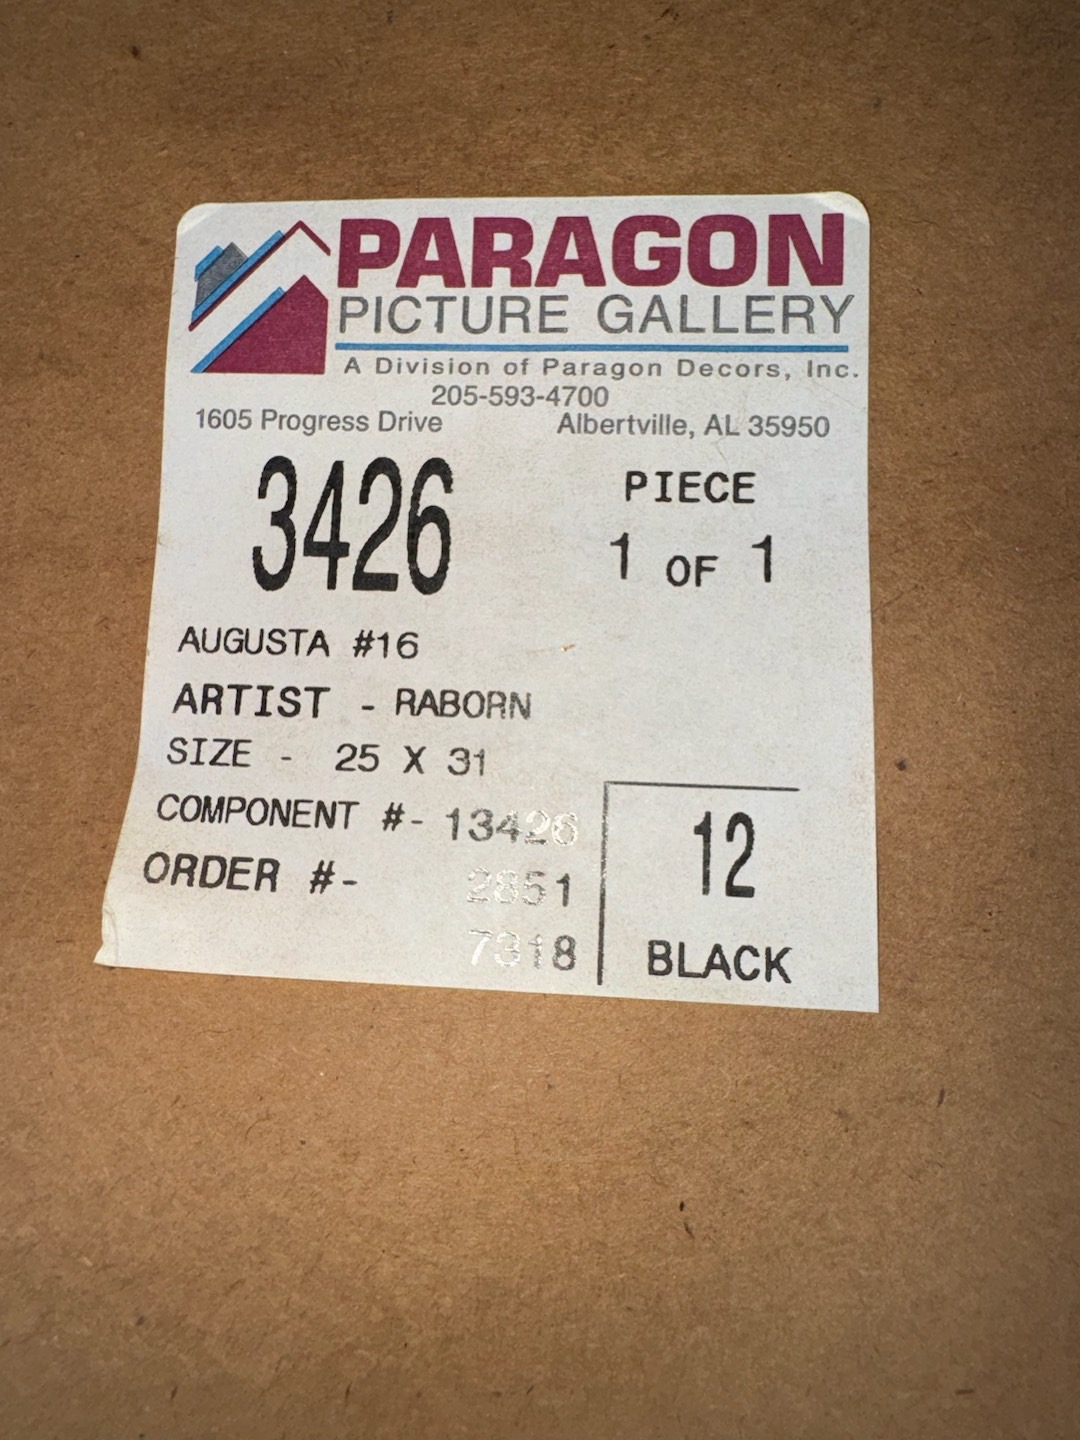 PARAGON
PICTURE GALLERY
A Division of Paragon Decors, Inc.
205-593-4700
1605 Progress Drive Albertville, AL 35950
3426 PIECE
1 OF 1
AUGUSTA #16
ARTIST - RABORN
SIZE - 25 X 31
COMPONENT #- 13426
ORDER #- 2851
7318
12
BLACK